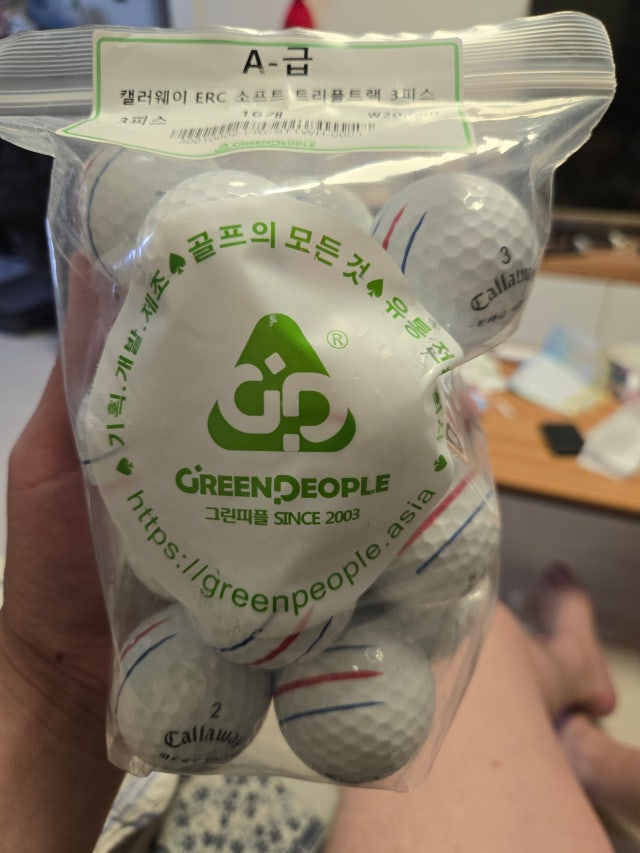 A-급
캘러웨이 ERC 소프트 트리플트랙 3피스
3피스 16개
골프의 모든 것
기획.개발.제조
유통
®
GREENPEOPLE
그린피플 SINCE 2003
https://greenpeople.asia
GREENPEOPLE
3
Callaway
ERC
2
Callaway